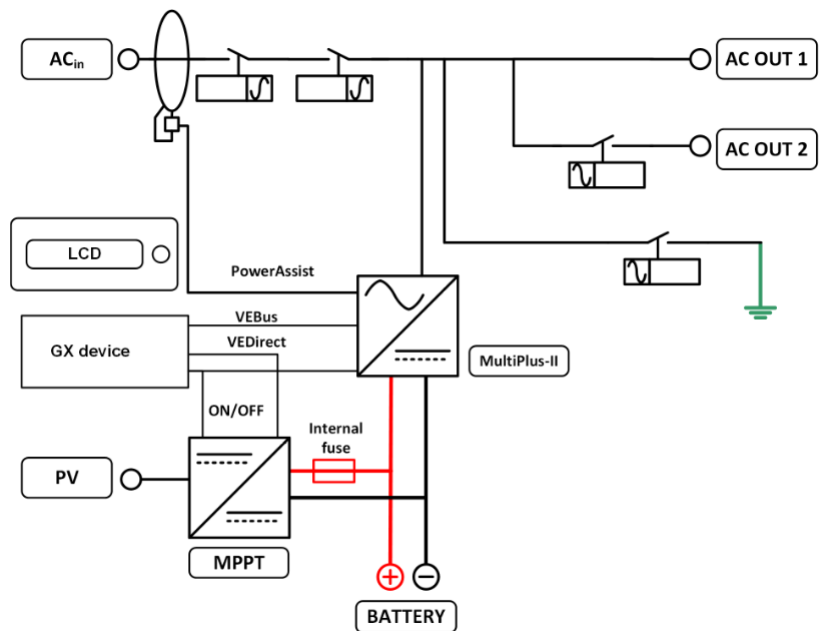 ACin
AC OUT 1
AC OUT 2
LCD
PowerAssist
VEBus
GX device
VEDirect
MultiPlus-II
ON/OFF
Internal
fuse
PV
MPPT
BATTERY